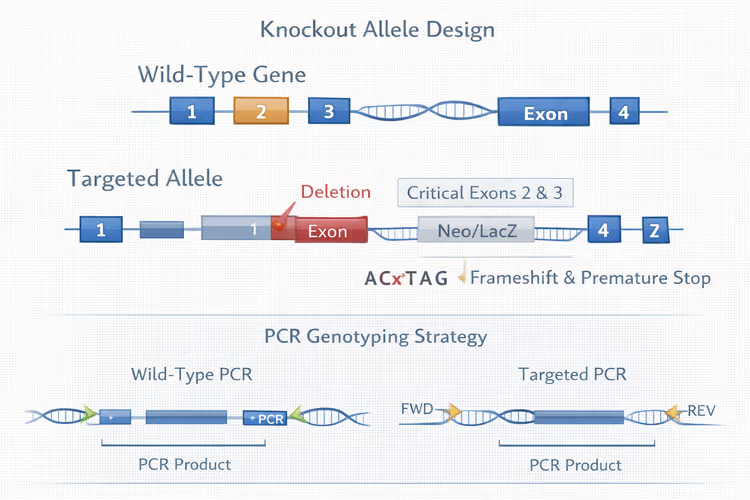 Knockout Allele Design
Wild-Type Gene
1 2 3 Exon 4
Targeted Allele
Deletion
Critical Exons 2 & 3
1 1 Exon Neo/LacZ 4 Z
ACx'TAG Frameshift & Premature Stop
PCR Genotyping Strategy
Wild-Type PCR Targeted PCR
+PCR FWD REV
PCR Product PCR Product